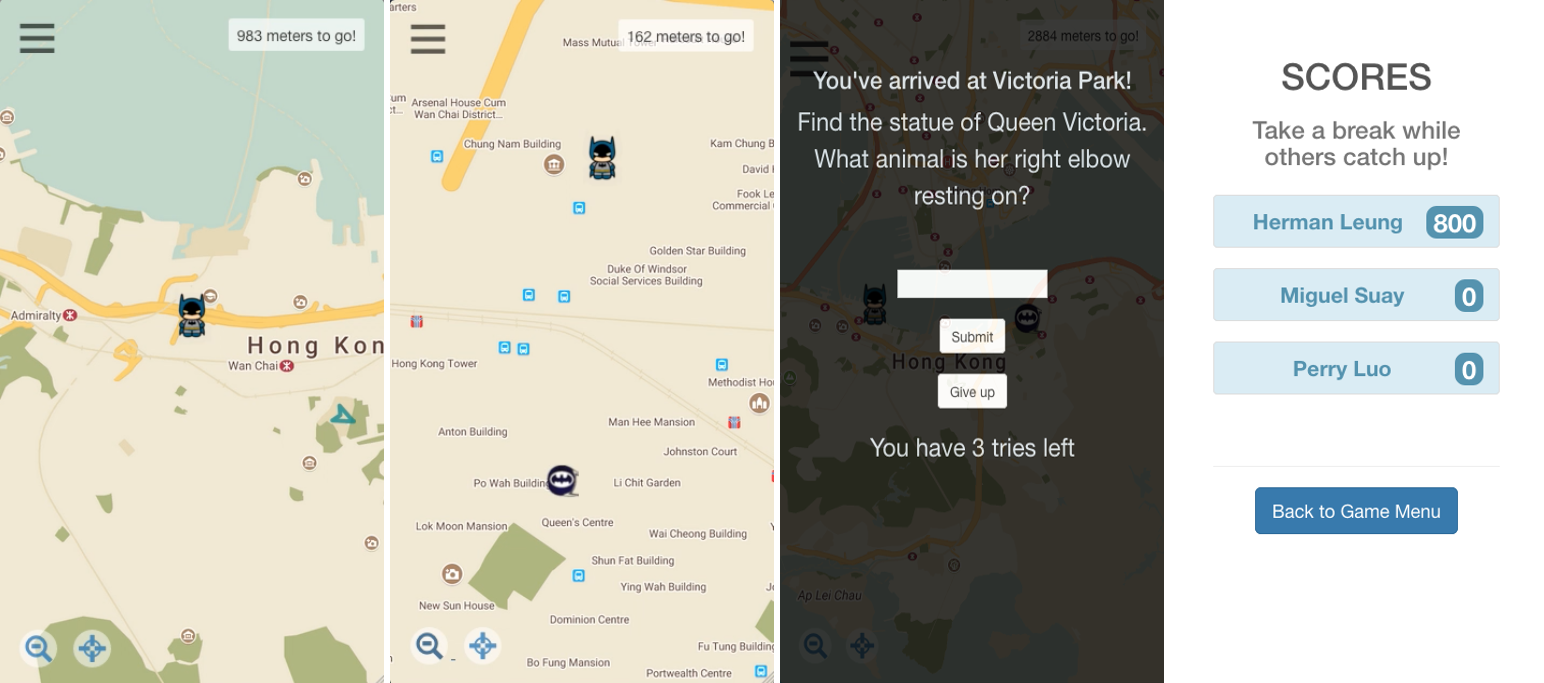 983 meters to go!
Admiralty
Hong Kon
Wan Chai
arters
Mass Mutual Tower
162 meters to go!
um
t...
Arsenal House Cum
Wan Chai District...
Chung Nam Building
Kam Chung B
David H
Fook Le
Commercial C
Golden Star Building
Duke Of Windsor
Social Services Building
Hong Kong Tower
Methodist Hou
Man Hee Mansion
Anton Building
Johnston Court
Po Wah Building
Li Chit Garden
Lok Moon Mansion
Queen's Centre
Wai Cheong Building
Shun Fat Building
Ying Wah Building
New Sun House
Dominion Centre
Fu Tung Building
Bo Fung Mansion
Portwealth Centre
2884 meters to go!
You've arrived at Victoria Park!
Find the statue of Queen Victoria.
What animal is her right elbow
resting on?
Submit
Hong Kong
Give up
You have 3 tries left
Ap Lei Chau
SCORES
Take a break while
others catch up!
Herman Leung 800
Miguel Suay 0
Perry Luo 0
Back to Game Menu